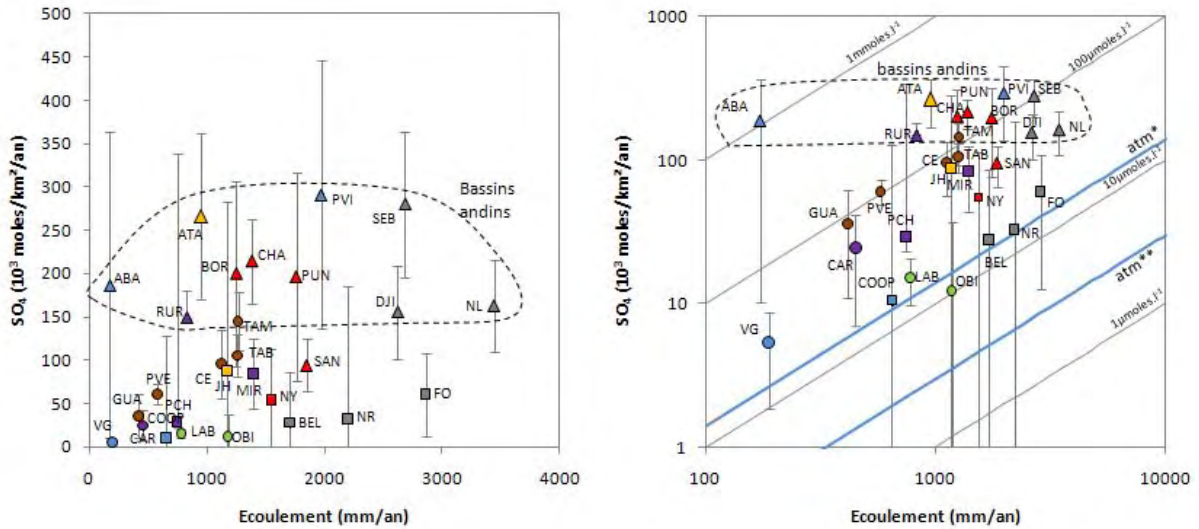 500
450
400
350
300
250
200
150
100
50
0
SO₄ (10³ moles/km²/an)
0 1000 2000 3000 4000
Ecoulement (mm/an)
Bassins
andins
PVI
SEB
ATA
CHA
BOR
PUN
ABA
RUR
DJI
NL
TAM
TAB
SAN
CE
JH
MIR
PVE
NY
FO
GUA
PCH
COOP
BEL
NR
VG
CAR
LAB
OBI
1000
100
10
1
SO₄ (10³ moles/km²/an)
100 1000 10000
Ecoulement (mm/an)
1mmoles.l⁻¹
100µmoles.l⁻¹
bassins andins
ATA
PUN
PVI
SEB
ABA
CHA
BOR
RUR
DJI
NL
TAM
atm*
CE
TAB
SAN
10µmoles.l⁻¹
JH
MIR
PVE
NY
FO
GUA
PCH
NR
CAR
BEL
LAB
COOP
OBI
atm**
VG
1µmoles.l⁻¹